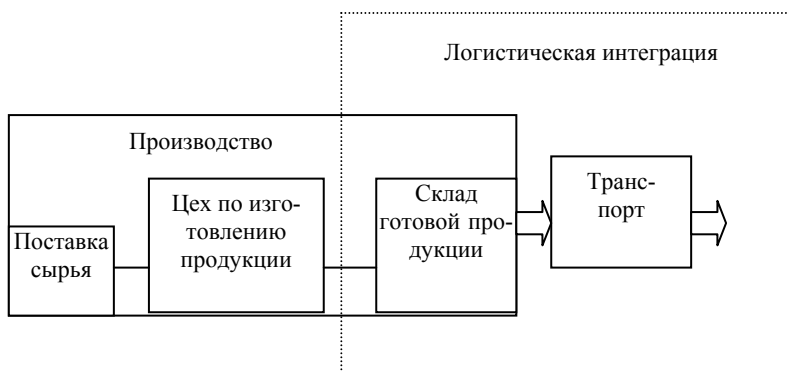 Логистическая интеграция
Производство
Поставка
сырья
Цех по изго-
товлению
продукции
Склад
готовой про-
дукции
Транс-
порт